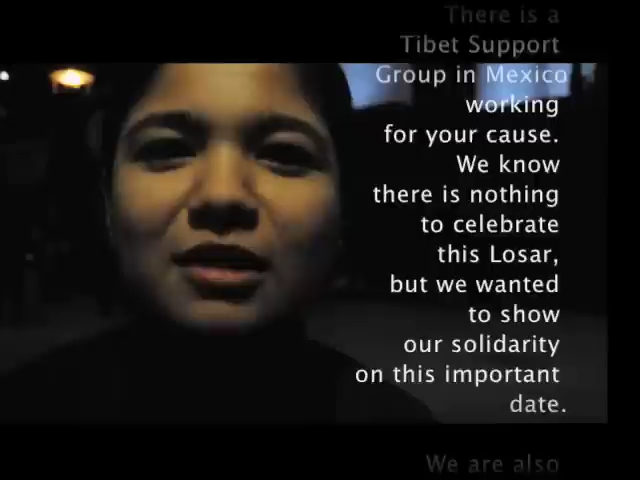 There is a
Tibet Support
Group in Mexico
working
for your cause.
We know
there is nothing
to celebrate
this Losar,
but we wanted
to show
our solidarity
on this important
date.
We are also